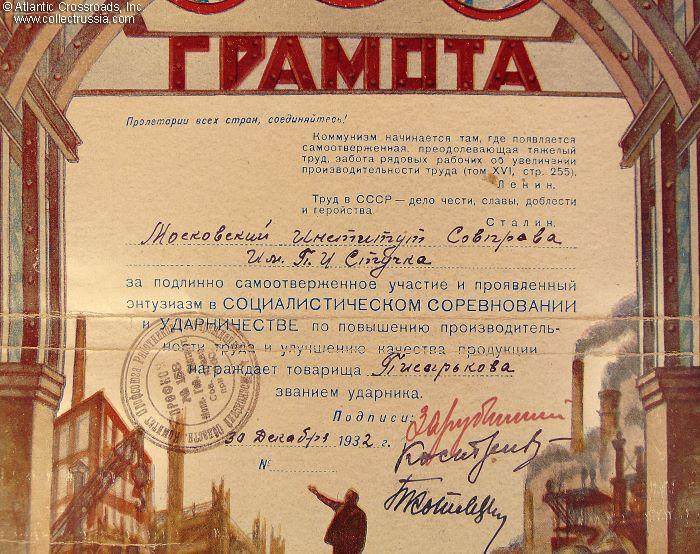 © Atlantic Crossroads, Inc.
www.collectrussia.com
ГРАМОТА
Пролетарии всех стран, соединяйтесь!
Коммунизм начинается там, где появляется
самоотверженная, преодолевающая тяжелый
труд, забота рядовых рабочих об увеличении
производительности труда (том XVI, стр. 255).
Ленин.
Труд в СССР — дело чести, славы, доблести
и геройства.
Сталин.
Московский Институт Совправа
Им. П. И Стучка
за подлинно самоотверженное участие и проявленный
энтузиазм в СОЦИАЛИСТИЧЕСКОМ СОРЕВНОВАНИИ
и УДАРНИЧЕСТВЕ по повышению производитель-
ности труда и улучшению качества продукции
награждает товарища Писарькова
званием ударника.
Подписи:
30 Декабря 1932 г.
№